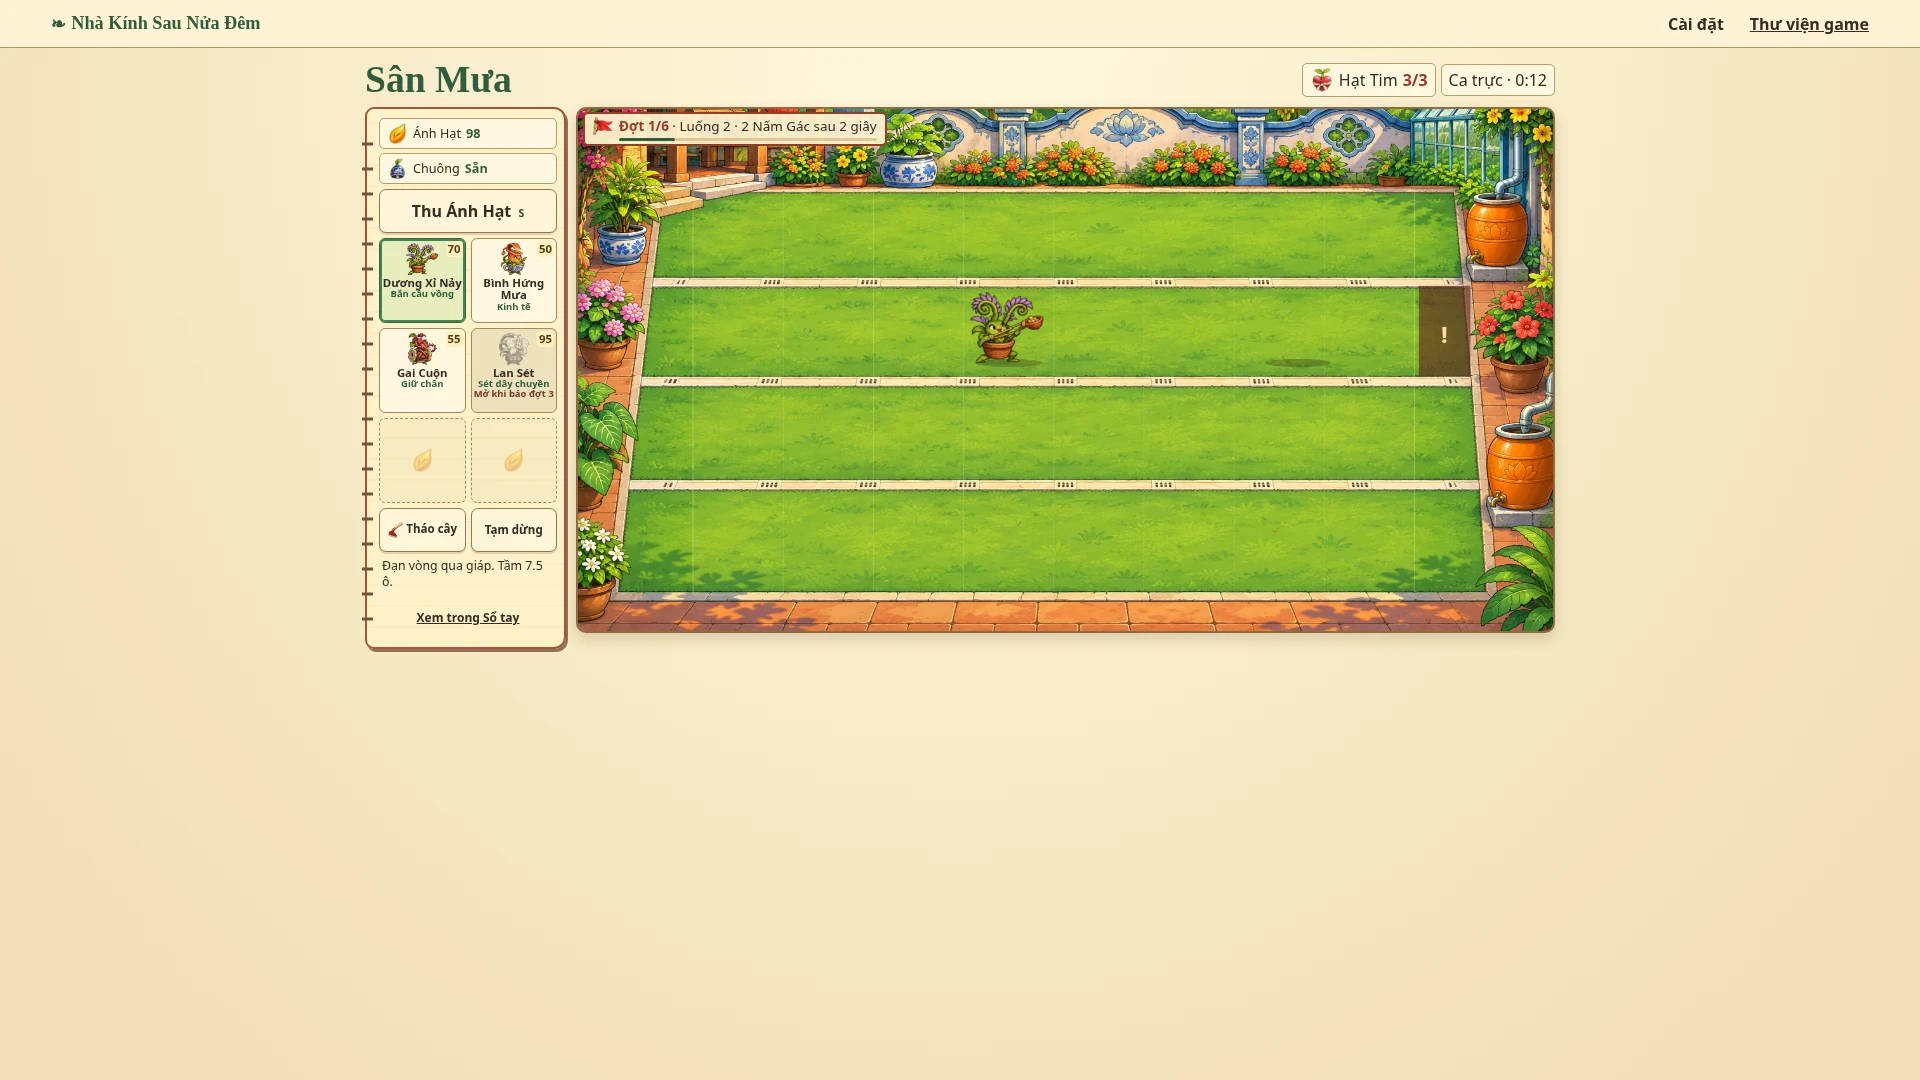 Nhà Kính Sau Nửa Đêm
Cài đặt
Thư viện game
Sân Mưa
Hạt Tim 3/3
Ca trực · 0:12
Ánh Hạt 98
Chuông Sẵn
Thu Ánh Hạt S
70
Dương Xỉ Nảy
Bắn cầu vồng
50
Bình Hứng
Mưa
Kinh tế
55
Gai Cuộn
Giữ chân
95
Lan Sét
Sét dây chuyền
Mở khi báo đợt 3
Tháo cây
Tạm dừng
Đạn vòng qua giáp. Tầm 7.5
ô.
Xem trong Sổ tay
Đợt 1/6 · Luống 2 · 2 Nấm Gác sau 2 giây
!